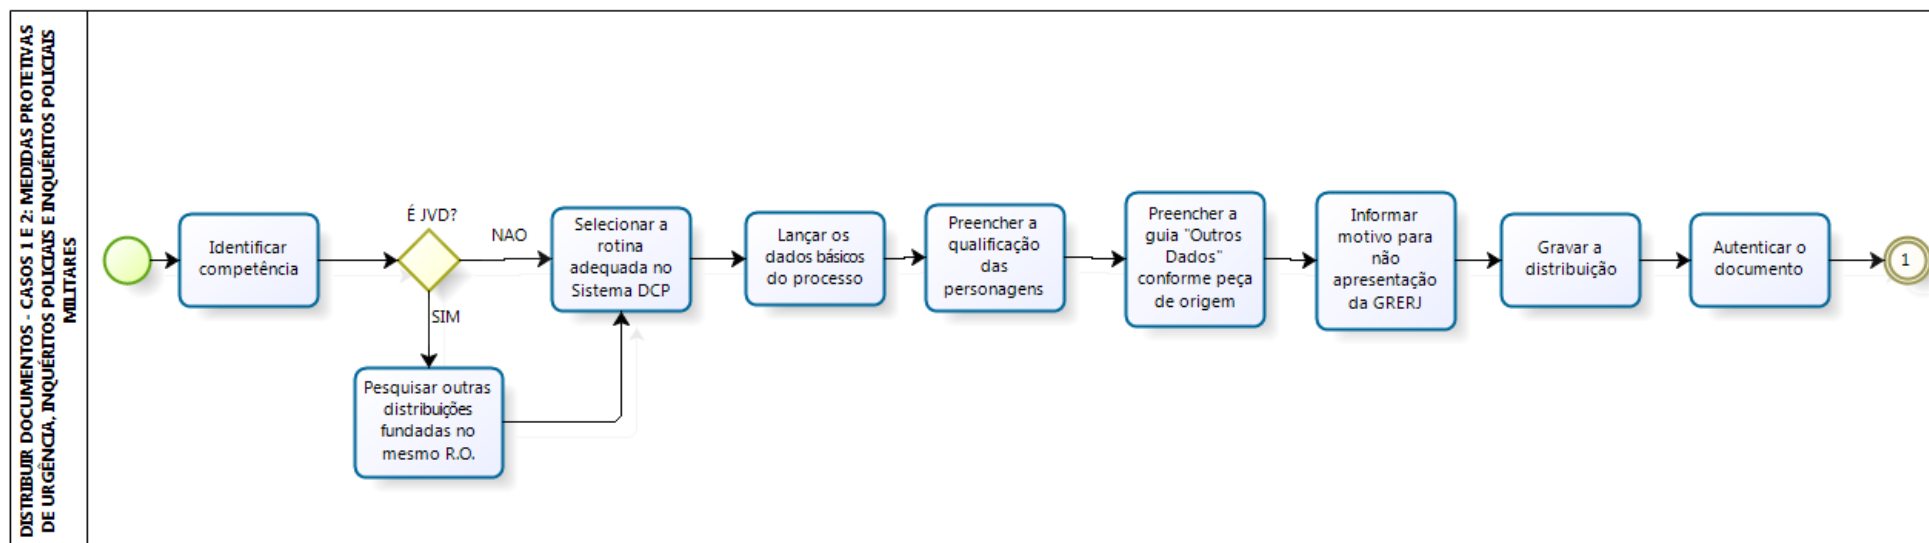 DISTRIBUIR DOCUMENTOS - CASOS 1 E 2: MEDIDAS PROTETIVAS
DE URGÊNCIA, INQUÉRITOS POLICIAIS E INQUÉRITOS POLICIAIS
MILITARES
Identificar
competência
É JVD?
NAO
SIM
Pesquisar outras
distribuições
fundadas no
mesmo R.O.
Selecionar a
rotina
adequada no
Sistema DCP
Lançar os
dados básicos
do processo
Preencher a
qualificação
das
personagens
Preencher a
guia "Outros
Dados"
conforme peça
de origem
Informar
motivo para
não
apresentação
da GRERJ
Gravar a
distribuição
Autenticar o
documento
1